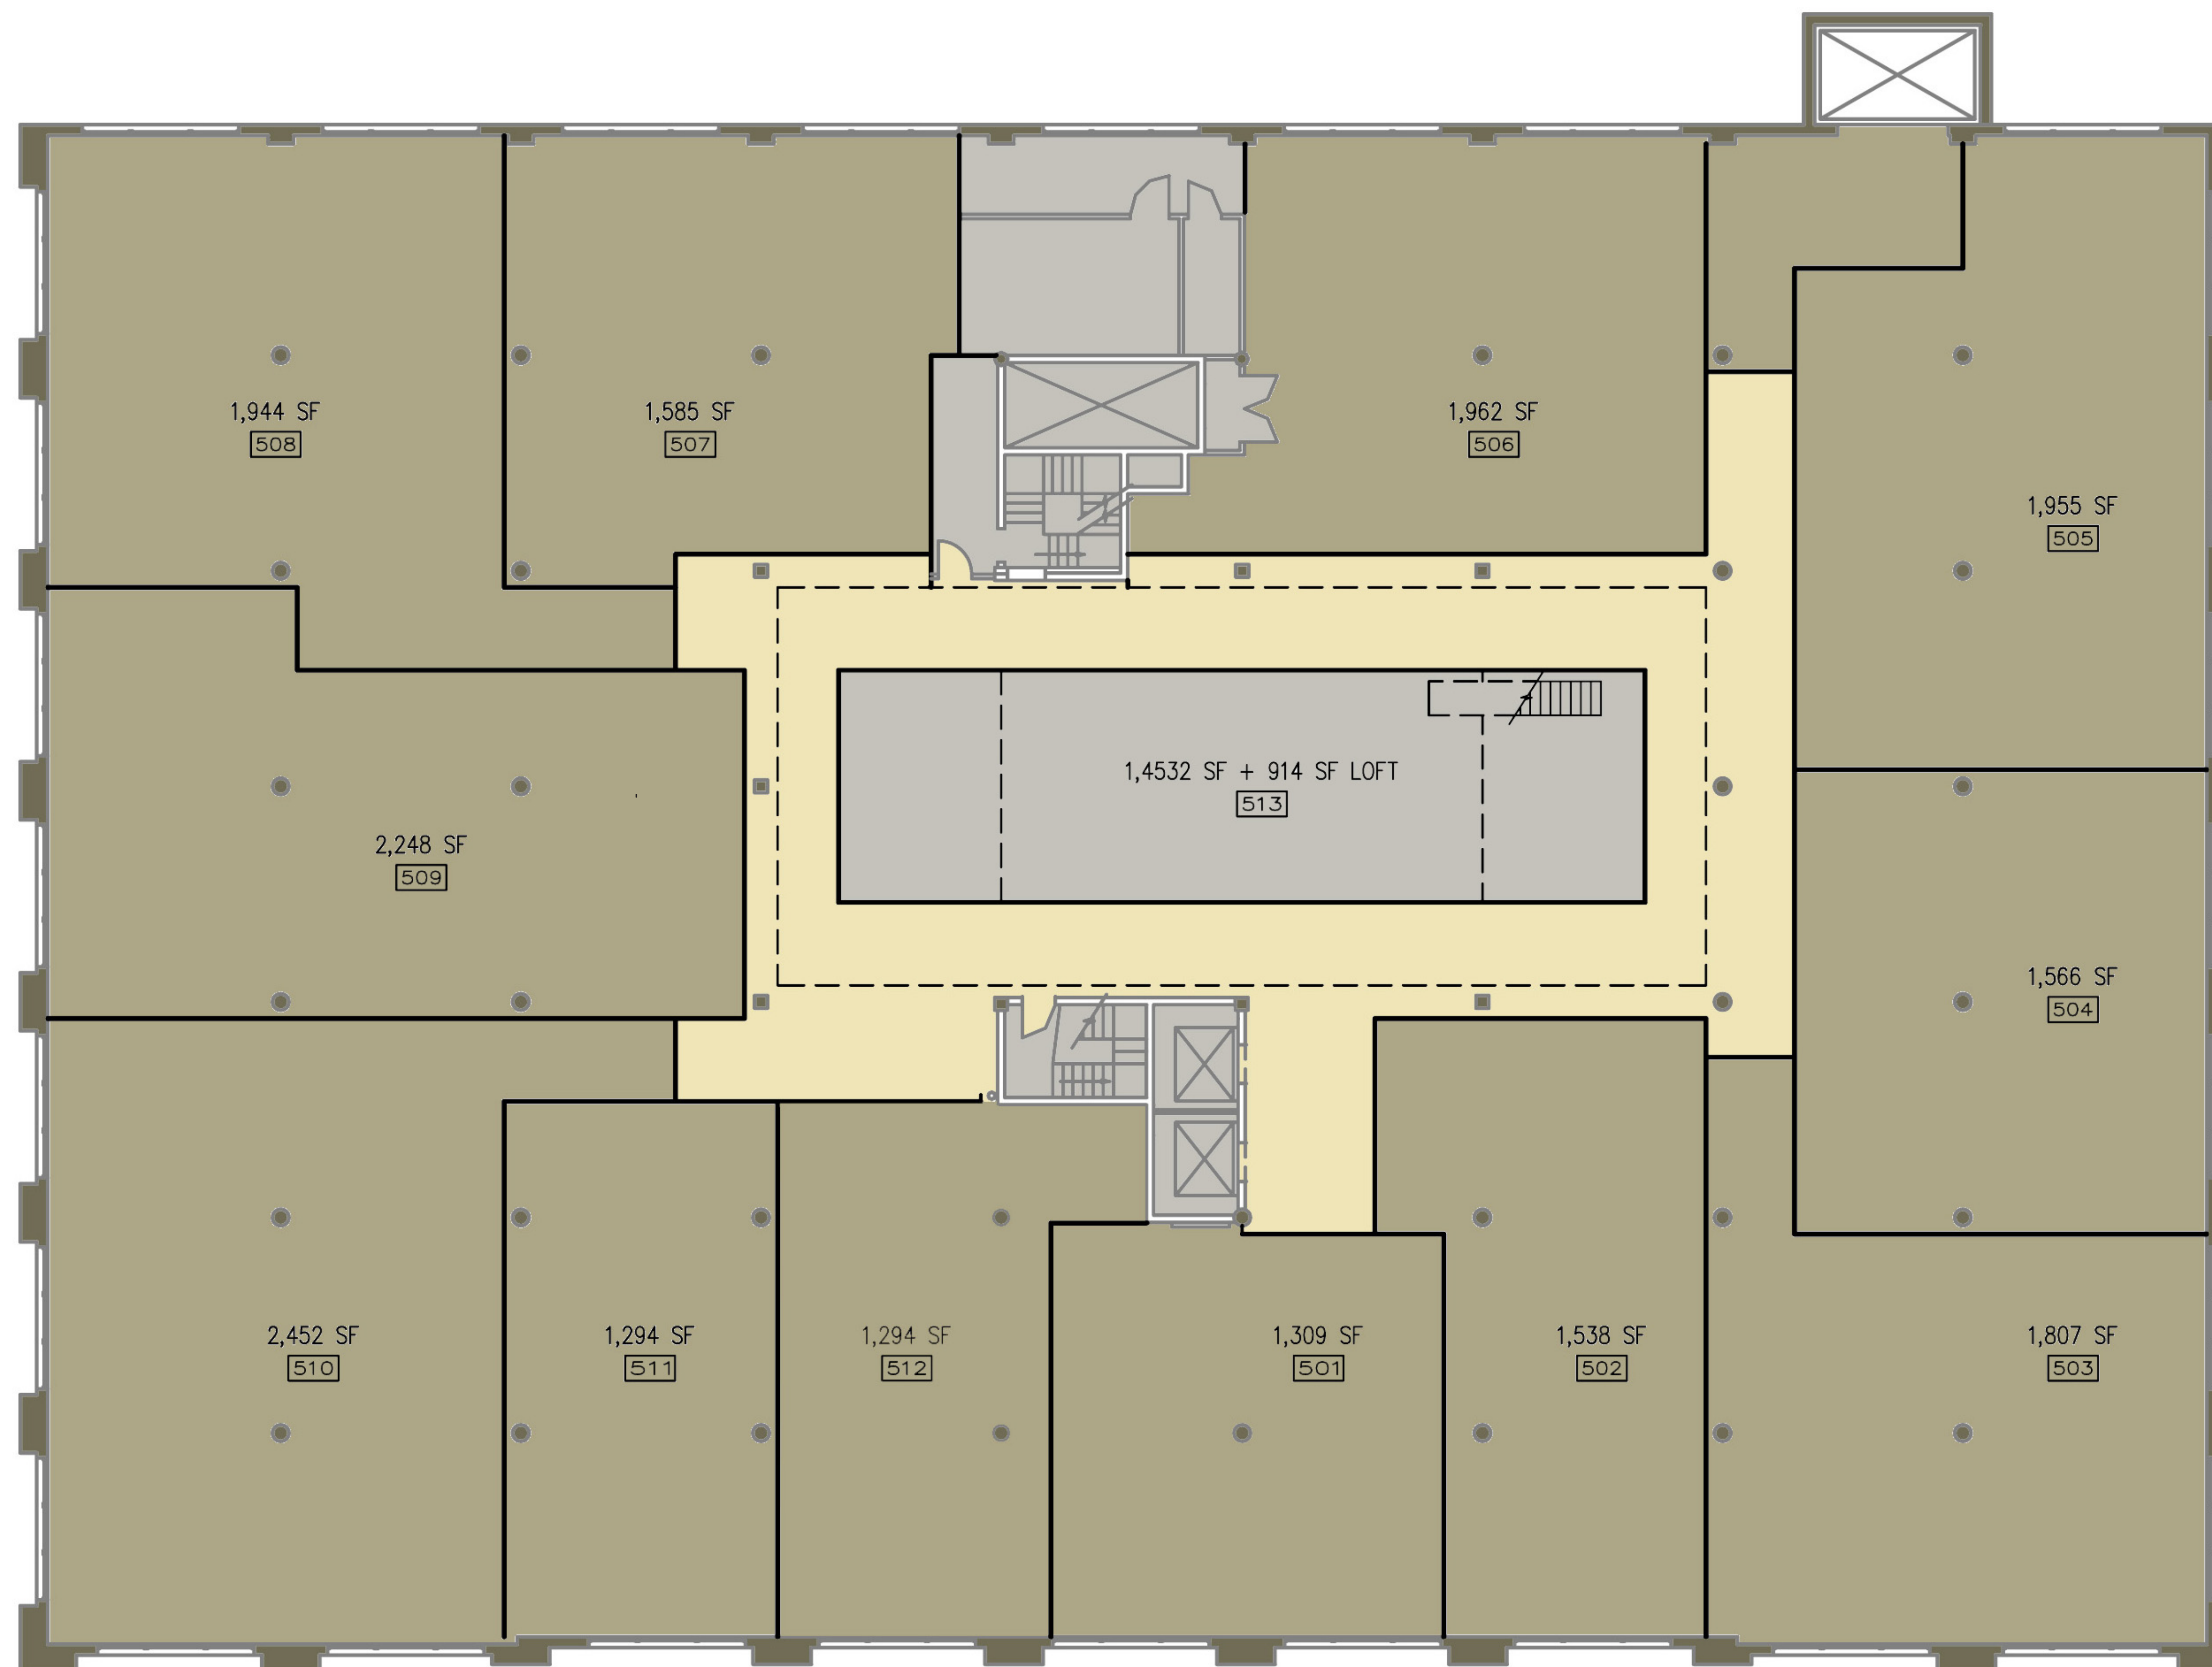 1,944 SF
508
1,585 SF
507
1,962 SF
506
1,955 SF
505
1,4532 SF + 914 SF LOFT
513
2,248 SF
509
1,566 SF
504
2,452 SF
510
1,294 SF
511
1,294 SF
512
1,309 SF
501
1,538 SF
502
1,807 SF
503